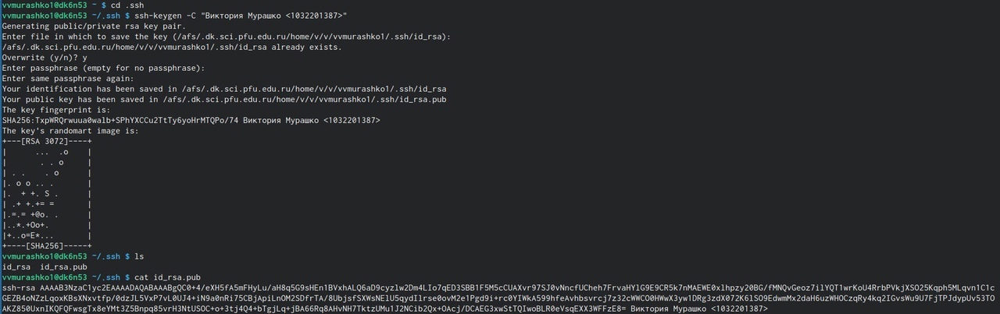 vvmurashko1@dk6n53 ~ $ cd .ssh
vvmurashko1@dk6n53 ~/.ssh $ ssh-keygen -C "Виктория Мурашко <1032201387>"
Generating public/private rsa key pair.
Enter file in which to save the key (/afs/.dk.sci.pfu.edu.ru/home/v/v/vvmurashko1/.ssh/id_rsa):
/afs/.dk.sci.pfu.edu.ru/home/v/v/vvmurashko1/.ssh/id_rsa already exists.
Overwrite (y/n)? y
Enter passphrase (empty for no passphrase):
Enter same passphrase again:
Your identification has been saved in /afs/.dk.sci.pfu.edu.ru/home/v/v/vvmurashko1/.ssh/id_rsa
Your public key has been saved in /afs/.dk.sci.pfu.edu.ru/home/v/v/vvmurashko1/.ssh/id_rsa.pub
The key fingerprint is:
SHA256:TxpWRQrwuua0walb+SPhYXCCu2TtTy6yoHrMTQPo/74 Виктория Мурашко <1032201387>
The key's randomart image is:
+---[RSA 3072]----+
|      ...  .o    |
|       . . o     |
| . .    . o      |
|. o o .. .       |
|.  + +. S .      |
| .+ +.+= =       |
|.=.= +@o. .      |
|..*.+Oo+.        |
|+..o=E*...       |
+----[SHA256]-----+
vvmurashko1@dk6n53 ~/.ssh $ ls
id_rsa  id_rsa.pub
vvmurashko1@dk6n53 ~/.ssh $ cat id_rsa.pub
ssh-rsa AAAAB3NzaC1yc2EAAAADAQABAAABgQC0+4/eXH5fA5mFHyLu/aH8q5G9sHEn1BVxhALQ6aD9czylw2Dm4LIo7qED3SBB1F5M5cCUAXvr97SJ0vNncfUCheh7FrvaHYlG9E9CR5k7nMAEWE0xlhpzy20BG/fMNQvGeoz7ilYQT1wrKoU4RrbPVkjXSO25Kqph5MLqvn1C1c
GEZB4oNZzLqoxKBsXNxvtfp/0dzJL5VxP7vL0UJ4+iN9a0nRi75CBjApiLnOM2SDfrTA/8UbjsfSXWsNElU5qydIlrse0ovM2e1Pgd9i+rc0YIWkA599hfeAvhbsvrcj7z32cWWCO0HWwX3yw1DRg3zdX072K6lSO9EdwmMx2daH6uzWHOCzqRy4kq2IGvsWu9U7FjTPJdypUv53TO
AKZ850UxnIKQFQFwsgTx8eYMt3Z5Bnpq85vrH3NtUSOC+o+3tj4Q4+bTgjLq+jBA66Rq8AHvNH7TktzUMu1J2NCib2Qx+OAcj/DCAEG3xwStTQIwoBLR0eVsqEXX3WFFzE8= Виктория Мурашко <1032201387>